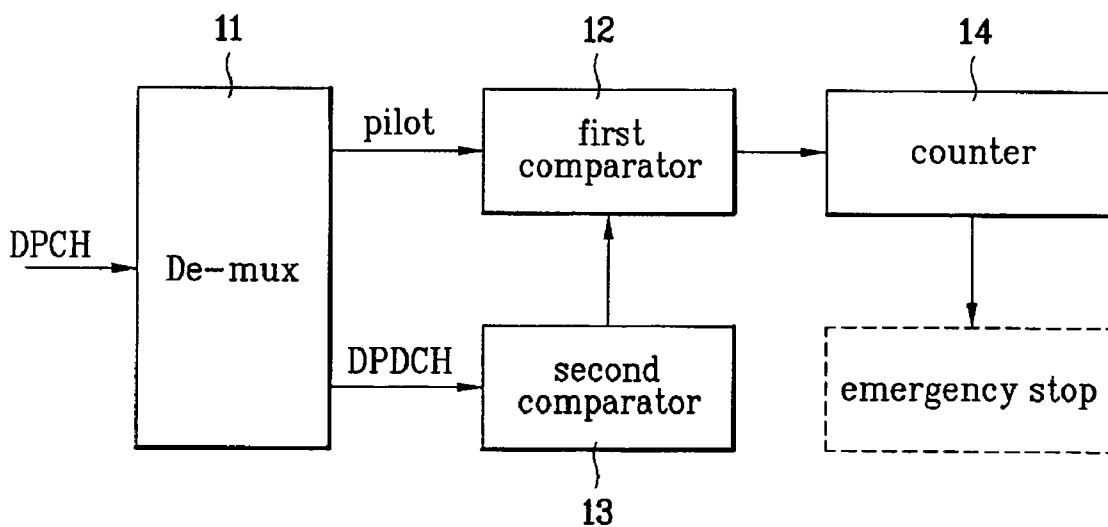 11
12
14
pilot
first
comparator
counter
DPCH
De-mux
DPDCH
second
comparator
emergency stop
13